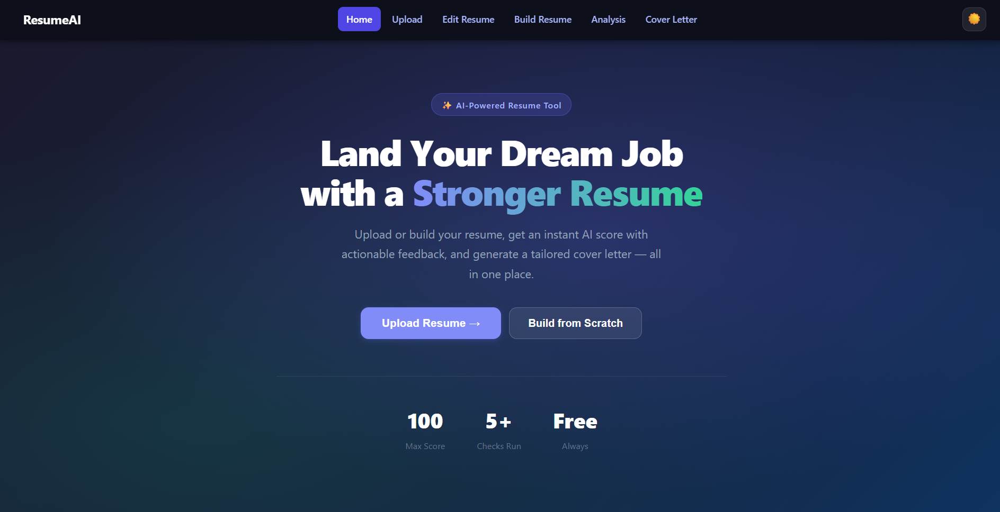 ResumeAI
Home
Upload
Edit Resume
Build Resume
Analysis
Cover Letter
✨ AI-Powered Resume Tool
Land Your Dream Job
with a Stronger Resume
Upload or build your resume, get an instant AI score with
actionable feedback, and generate a tailored cover letter — all
in one place.
Upload Resume →
Build from Scratch
100
Max Score
5+
Checks Run
Free
Always